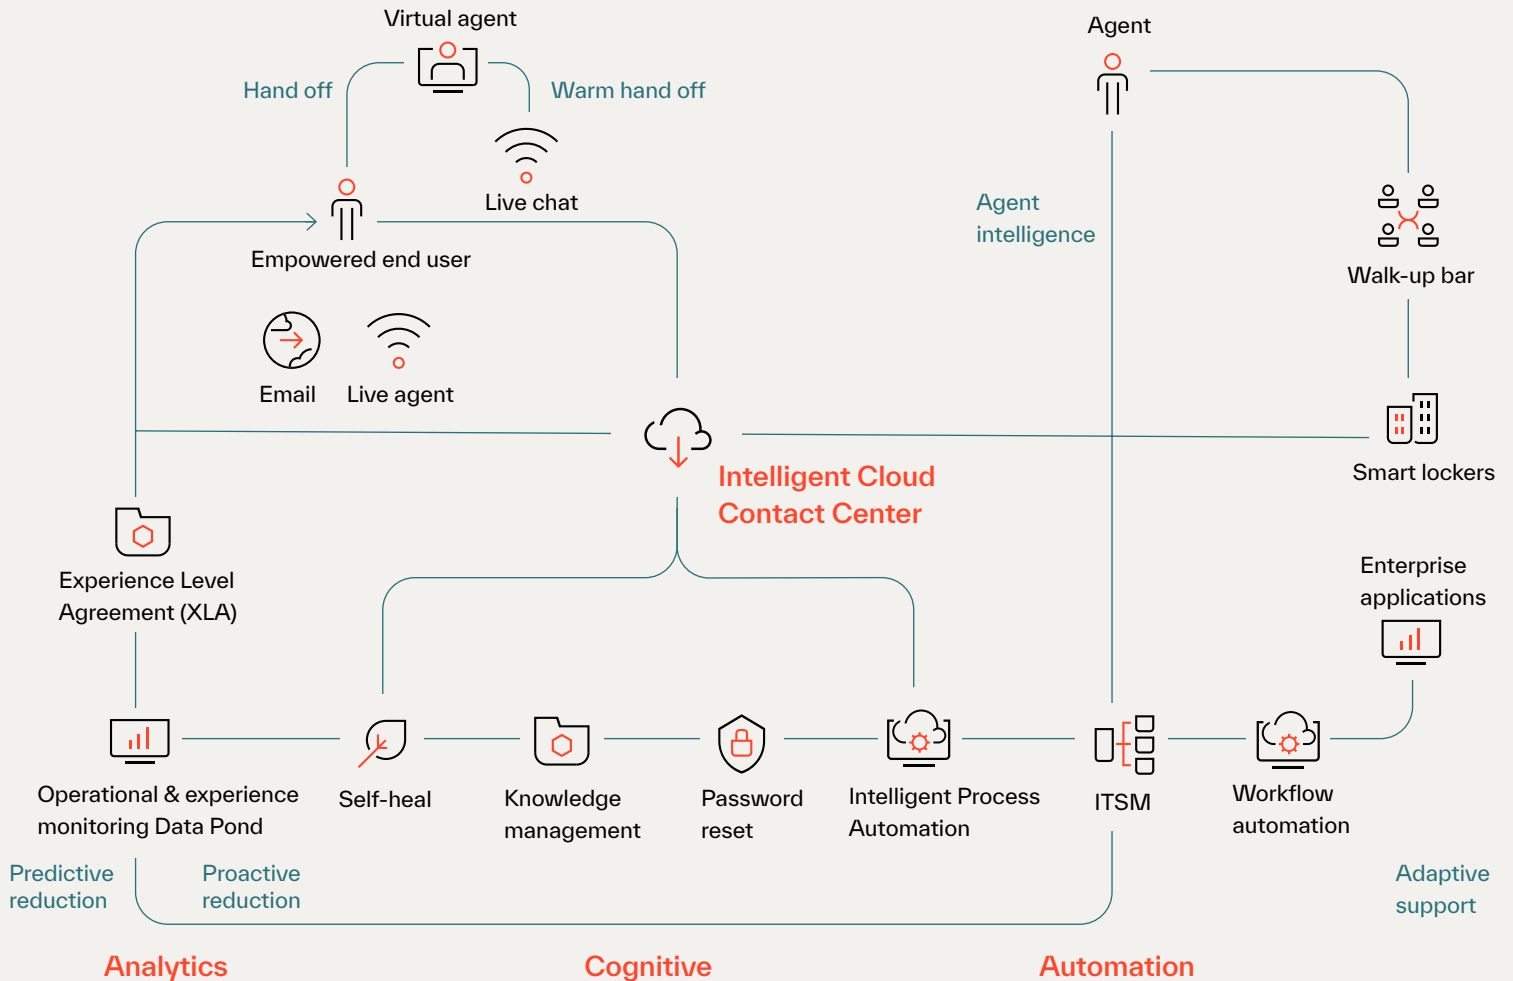 Virtual agent
Agent
Hand off
Warm hand off
Live chat
Agent
intelligence
Empowered end user
Walk-up bar
Email
Live agent
Intelligent Cloud
Contact Center
Smart lockers
Experience Level
Agreement (XLA)
Enterprise
applications
Operational & experience
monitoring Data Pond
Self-heal
Knowledge
management
Password
reset
Intelligent Process
Automation
ITSM
Workflow
automation
Predictive
reduction
Proactive
reduction
Adaptive
support
Analytics
Cognitive
Automation